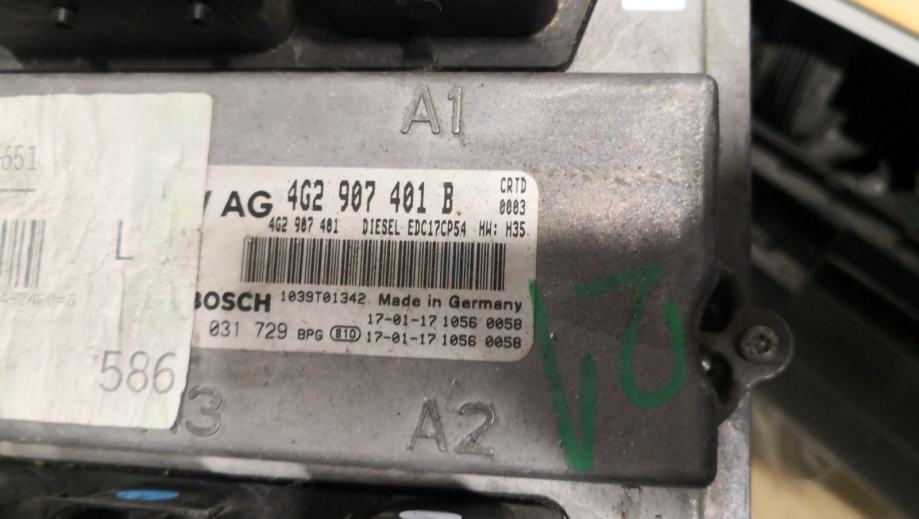 A1
651
L
586
AG 4G2 907 401 B
CRTD
0003
4G2 907 401 DIESEL EDC17CP54 HW: H35
BOSCH 1039T01342 Made in Germany
17-01-17 1056 0058
031 729 BPG 810 17-01-17 1056 0058
A2